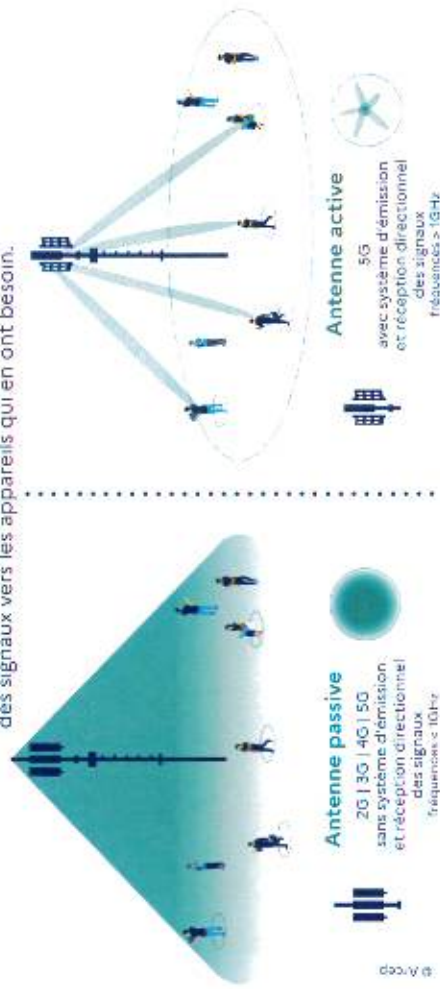 des signaux vers les appareils qui en ont besoin.
Antenne passive
2G | 3G | 4G | 5G
sans système d'émission
et réception directionnel
des signaux
fréquences < 1GHz
Antenne active
5G
avec système d'émission
et réception directionnel
des signaux
fréquences > 1GHz
© Arcep